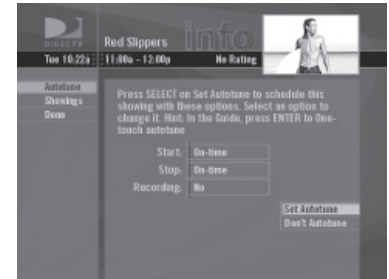 DIRECTV
info
Red Slippers
Tue 10:22a 11:00a - 12:00p No Rating
Autotune
Showings
Done
Press SELECT on Set Autotune to
schedule this
showing with these options. Select an option to
change it. Hint. In the Guide, press ENTER to One-
touch autotune
Start: On-time
Stop: On-time
Recording: No
Set Autotune
Don't Autotune